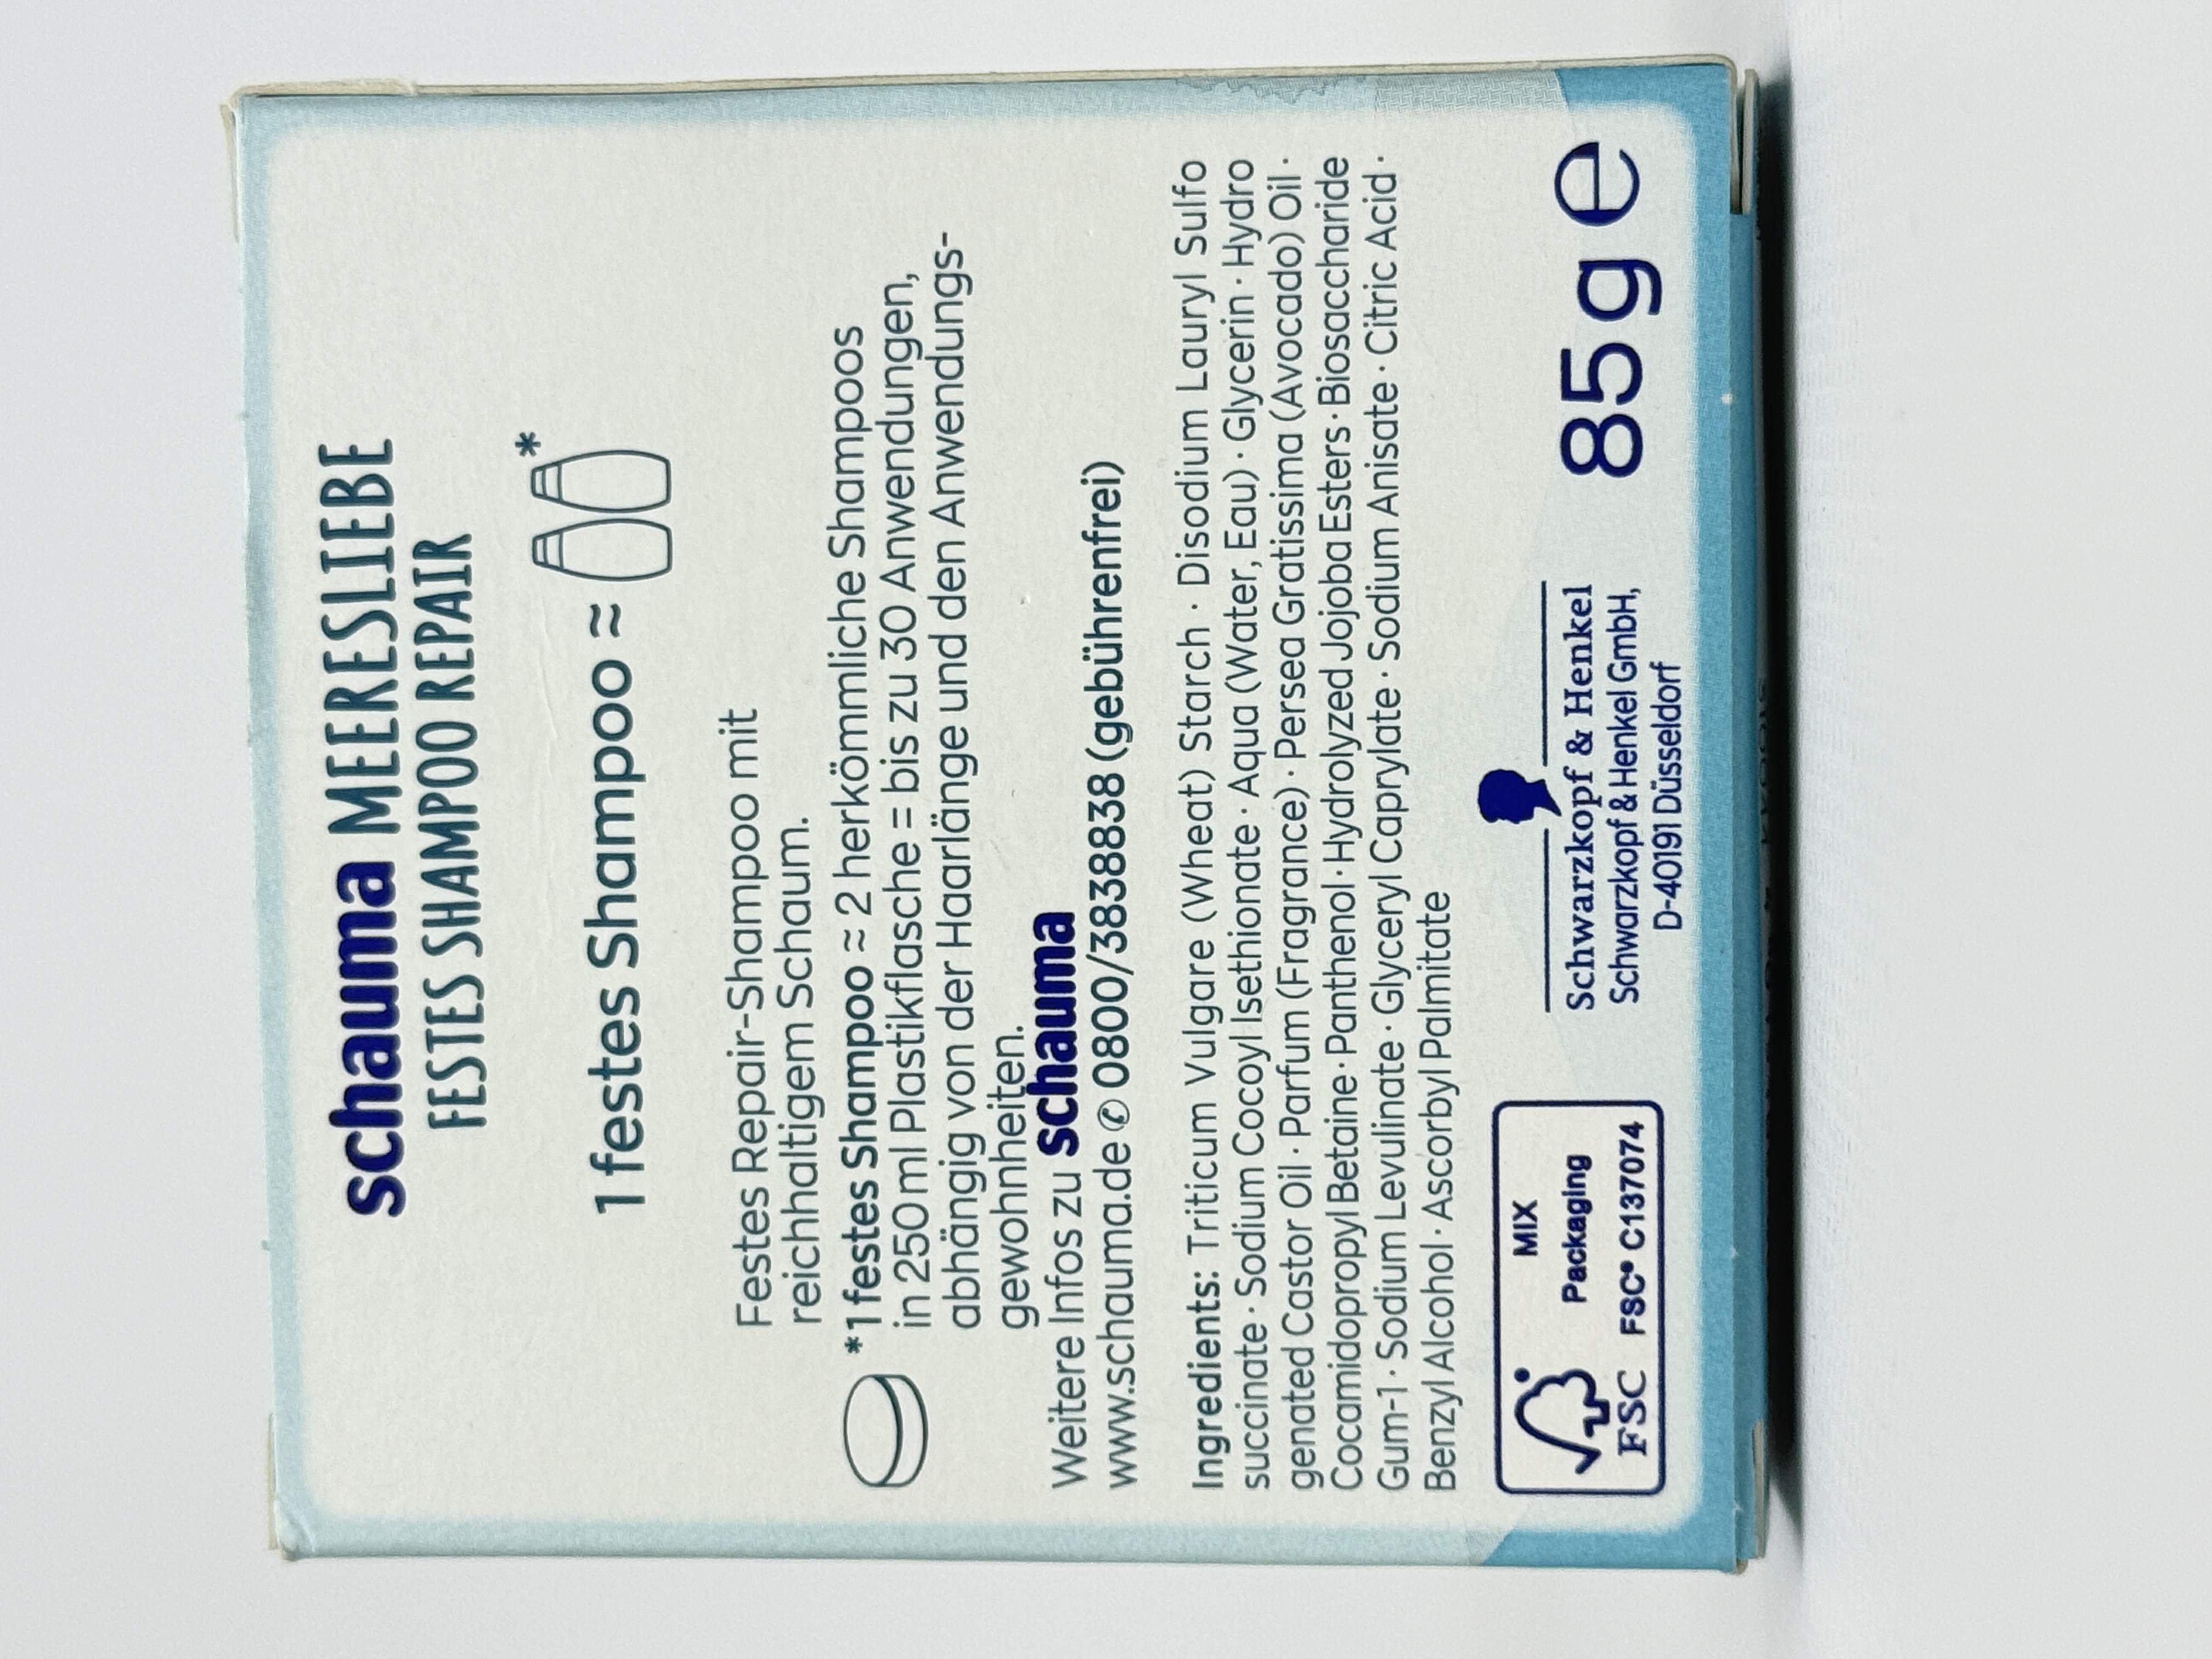 schauma MEERESLIEBE
FESTES SHAMPOO REPAIR
1 festes Shampoo ≈ *
Festes Repair-Shampoo mit
reichhaltigem Schaum.
*1 festes Shampoo ≈ 2 herkömmliche Shampoos
in 250 ml Plastikflasche = bis zu 30 Anwendungen,
abhängig von der Haarlänge und den Anwendungs-
gewohnheiten.
Weitere Infos zu schauma
www.schauma.de ✆ 0800/3838838 (gebührenfrei)
Ingredients: Triticum Vulgare (Wheat) Starch · Disodium Lauryl Sulfo
succinate · Sodium Cocoyl Isethionate · Aqua (Water, Eau) · Glycerin · Hydro
genated Castor Oil · Parfum (Fragrance) · Persea Gratissima (Avocado) Oil ·
Cocamidopropyl Betaine · Panthenol · Hydrolyzed Jojoba Esters · Biosaccharide
Gum-1 · Sodium Levulinate · Glyceryl Caprylate · Sodium Anisate · Citric Acid ·
Benzyl Alcohol · Ascorbyl Palmitate
MIX
Packaging
FSC FSC® C137074
Schwarzkopf & Henkel
Schwarzkopf & Henkel GmbH,
D-40191 Düsseldorf
85 g e